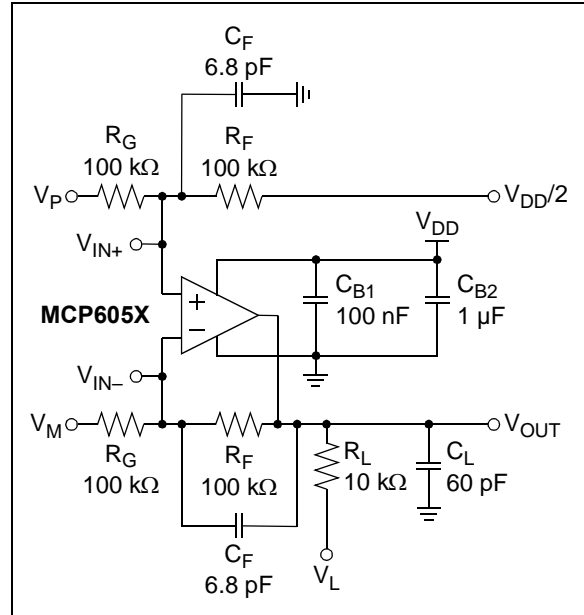 C_F
6.8 pF
R_G
100 kΩ
R_F
100 kΩ
V_P
V_DD/2
V_IN+
V_DD
MCP605X
+
−
C_B1
100 nF
C_B2
1 µF
V_IN–
V_M
V_OUT
R_G
100 kΩ
R_F
100 kΩ
R_L
10 kΩ
C_L
60 pF
C_F
6.8 pF
V_L